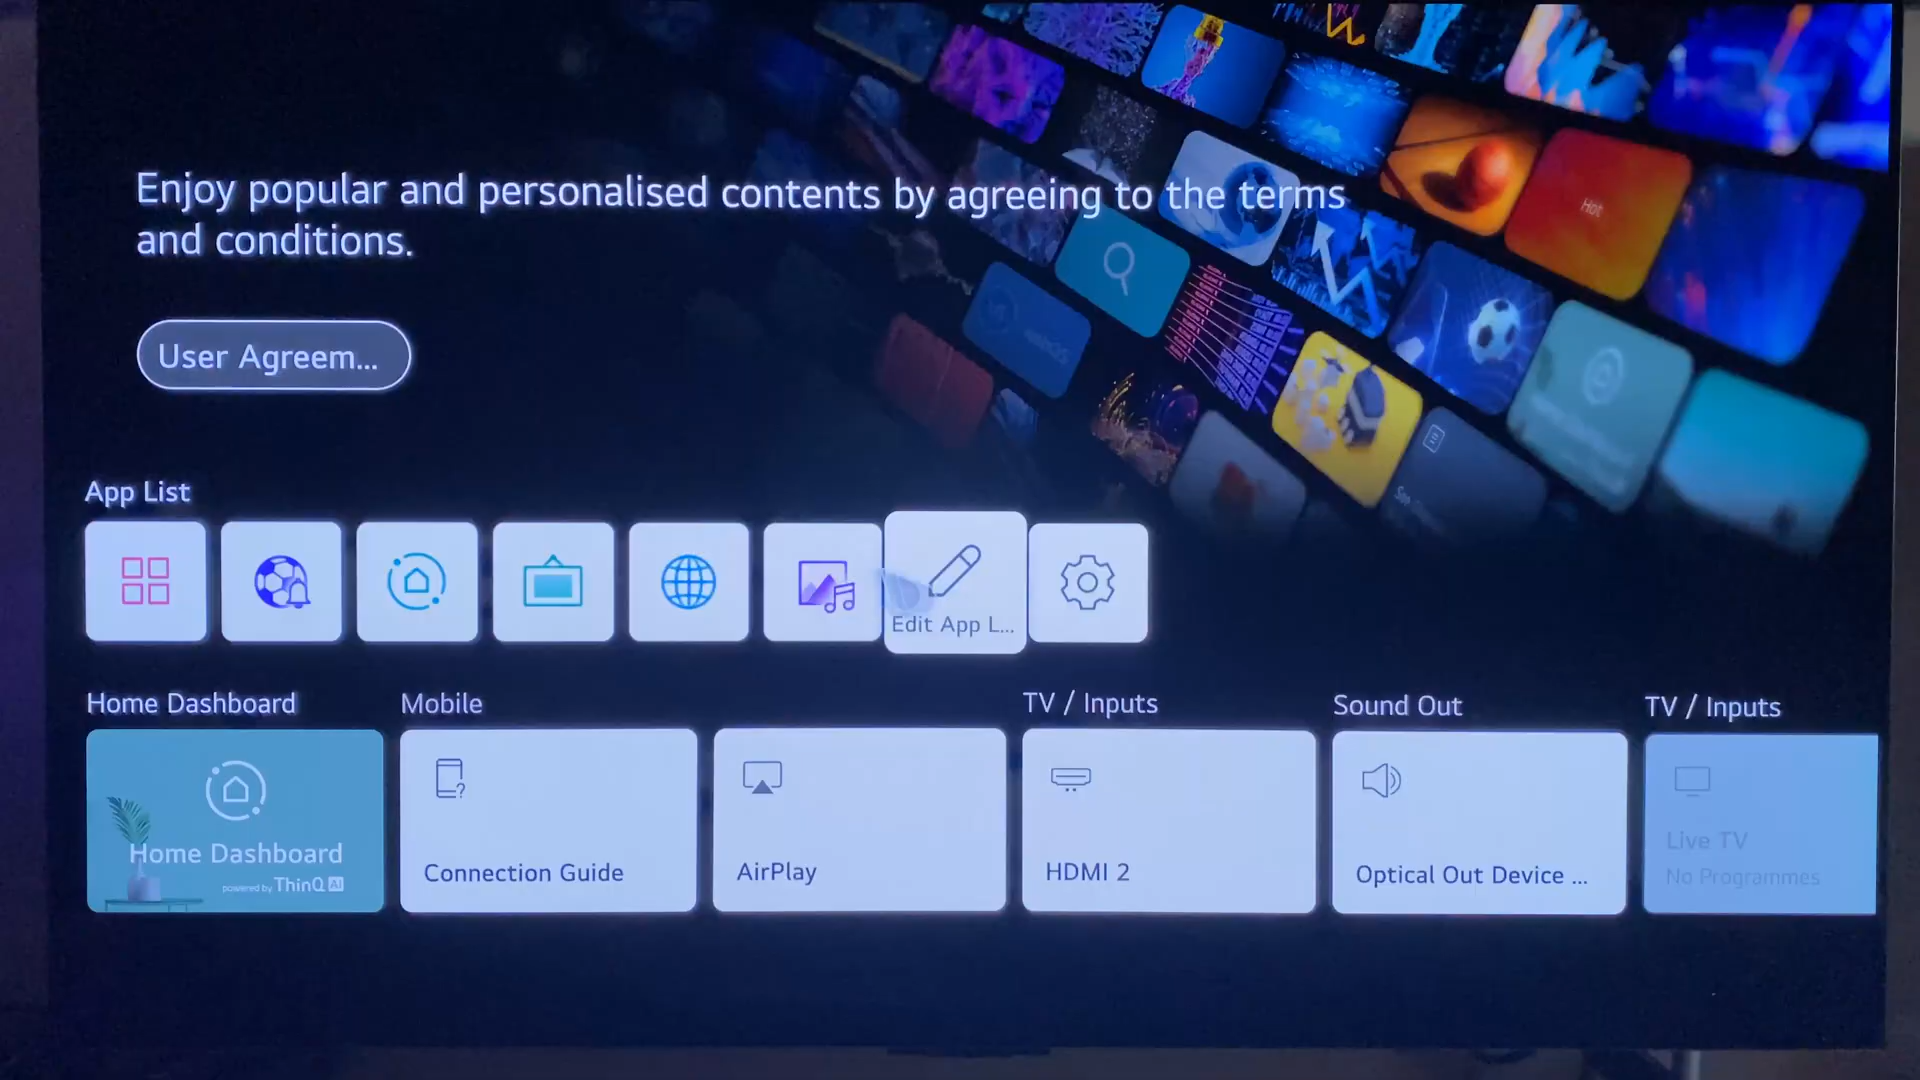 Enjoy popular and personalised contents by agreeing to the terms
and conditions.
Hot
User Agreem...
App List
Edit App L...
Home Dashboard
Mobile
TV / Inputs
Sound Out
TV / Inputs
Home Dashboard
powered by ThinQ AI
Connection Guide
AirPlay
HDMI 2
Optical Out Device ...
Live TV
No Programmes